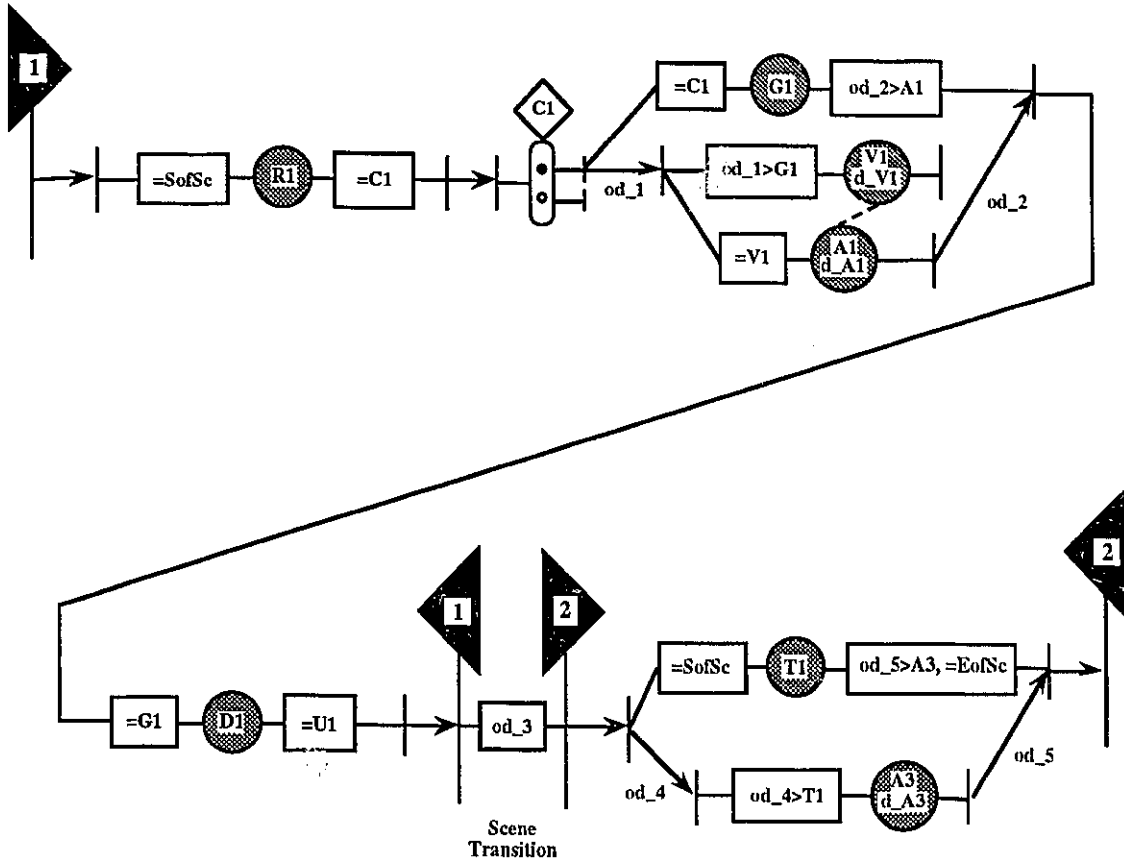 1
C1
=C1
G1
od_2>A1
=SofSc
R1
=C1
od_1
od_1>G1
V1
d_V1
od_2
=V1
A1
d_A1
1
2
2
=SofSc
T1
od_5>A3, =EofSc
=G1
D1
=U1
od_3
od_4
od_5
od_4>T1
A3
d_A3
Scene
Transition